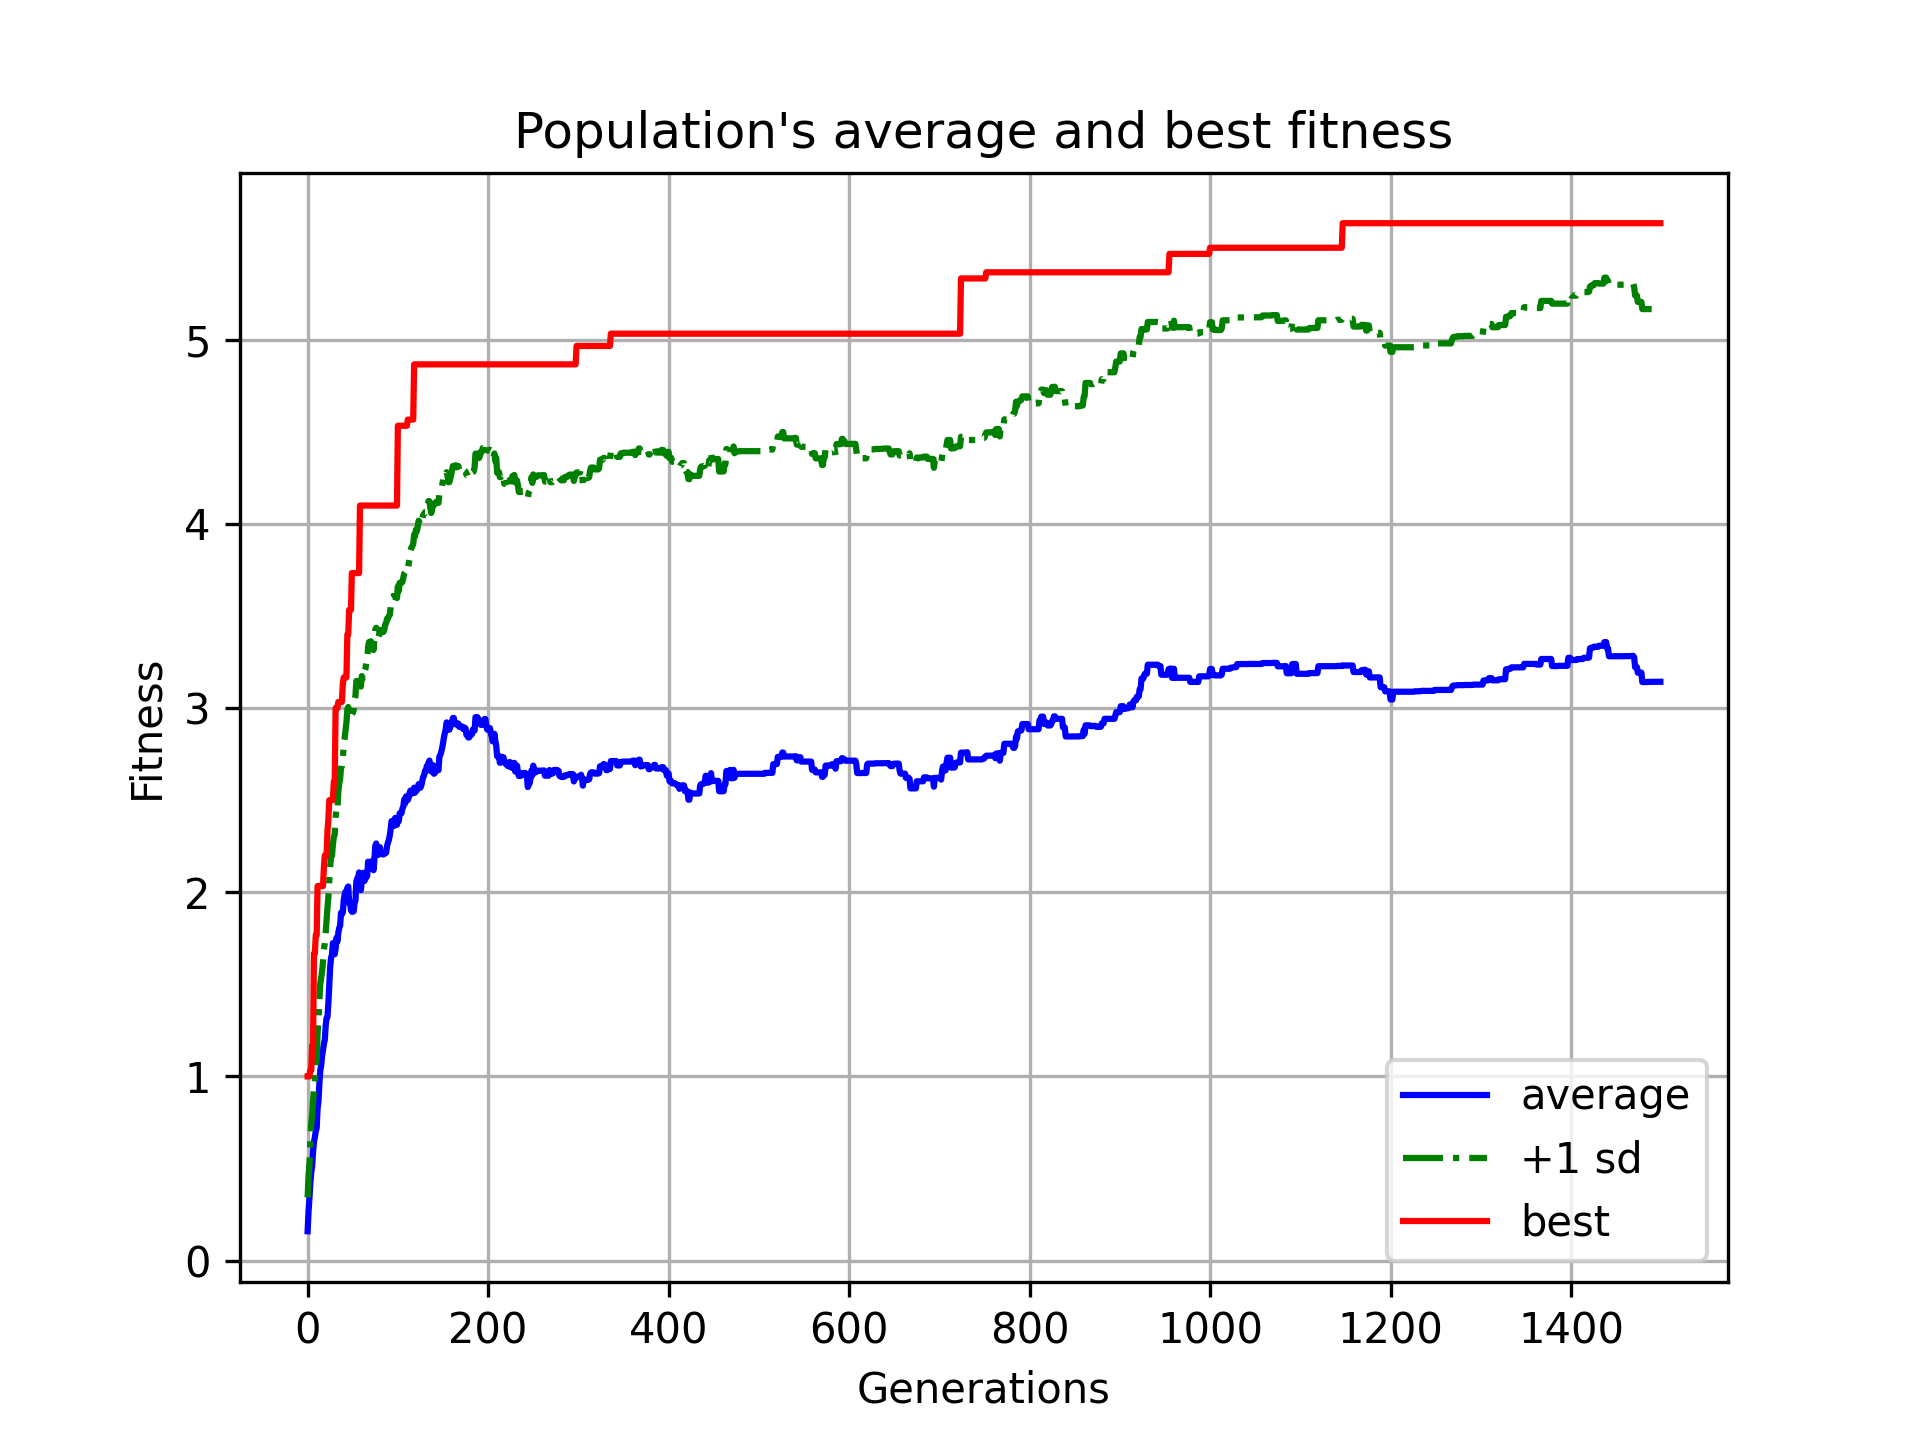 Population's average and best fitness
Fitness
5
4
3
2
1
0
average
+1 sd
best
0 200 400 600 800 1000 1200 1400
Generations